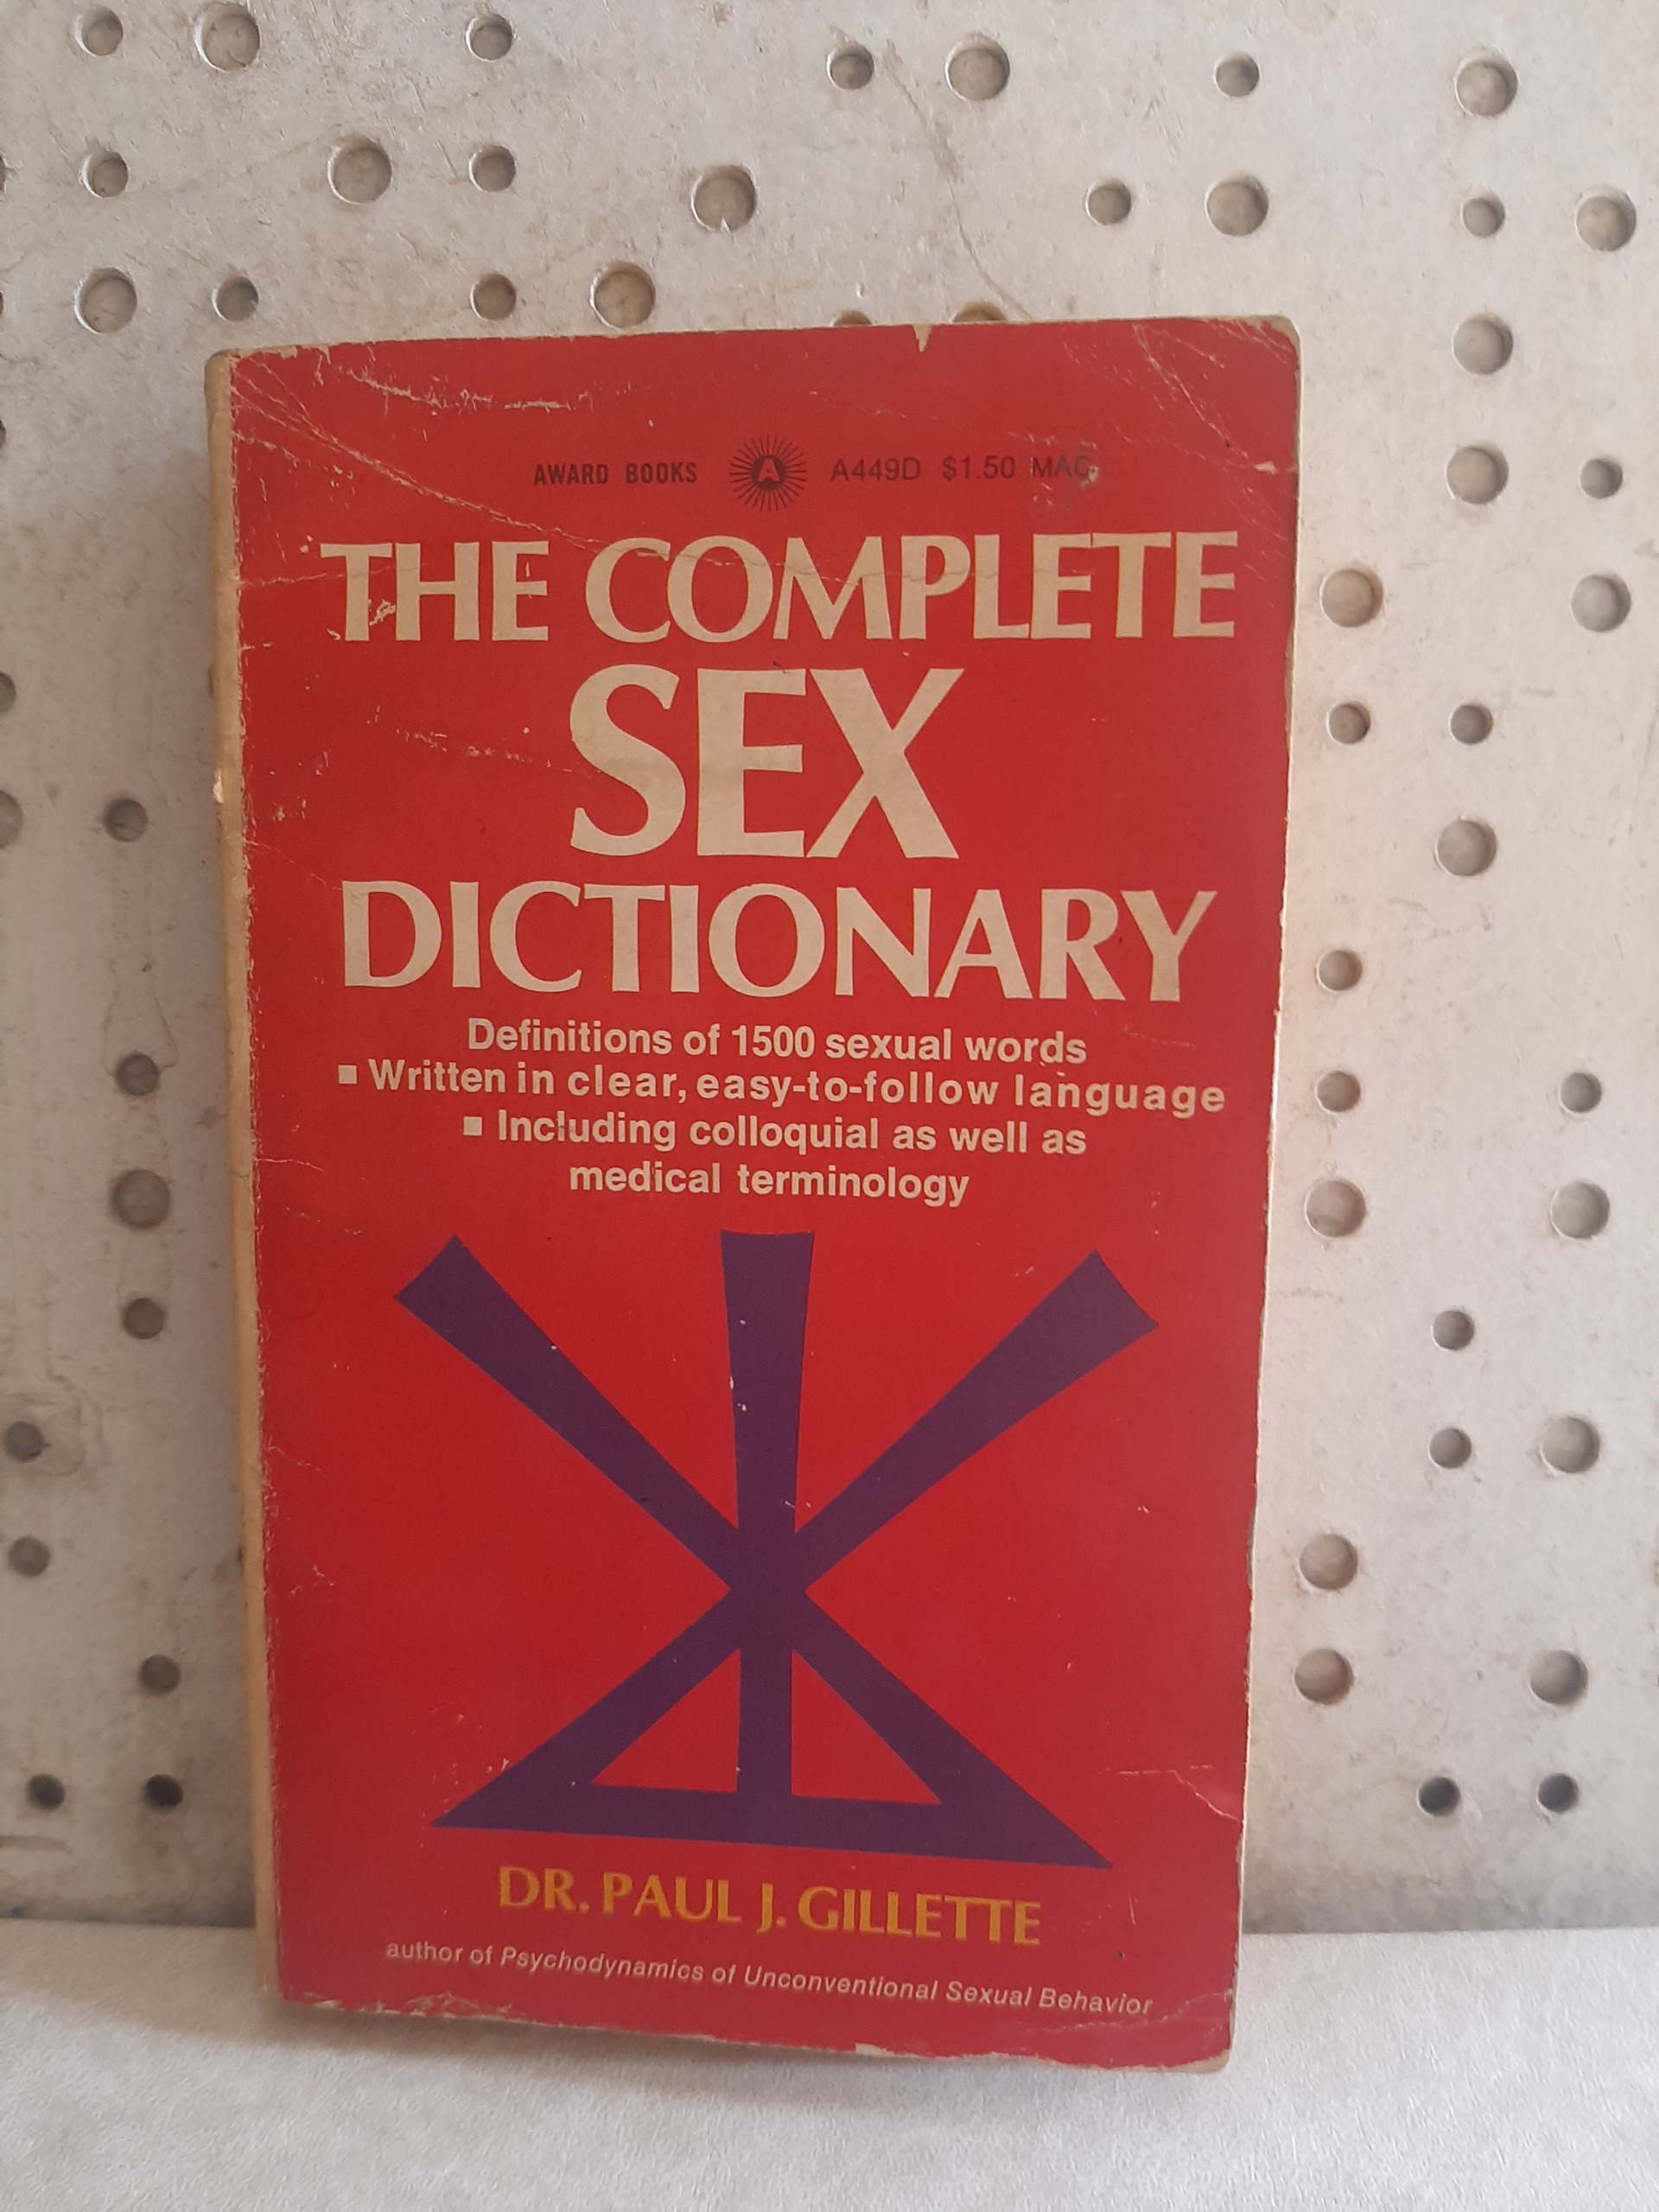 AWARD BOOKS A A449D $1.50 MAC
THE COMPLETE
SEX
DICTIONARY
Definitions of 1500 sexual words
▪ Written in clear, easy-to-follow language
▪ Including colloquial as well as
medical terminology
DR. PAUL J. GILLETTE
author of Psychodynamics of Unconventional Sexual Behavior